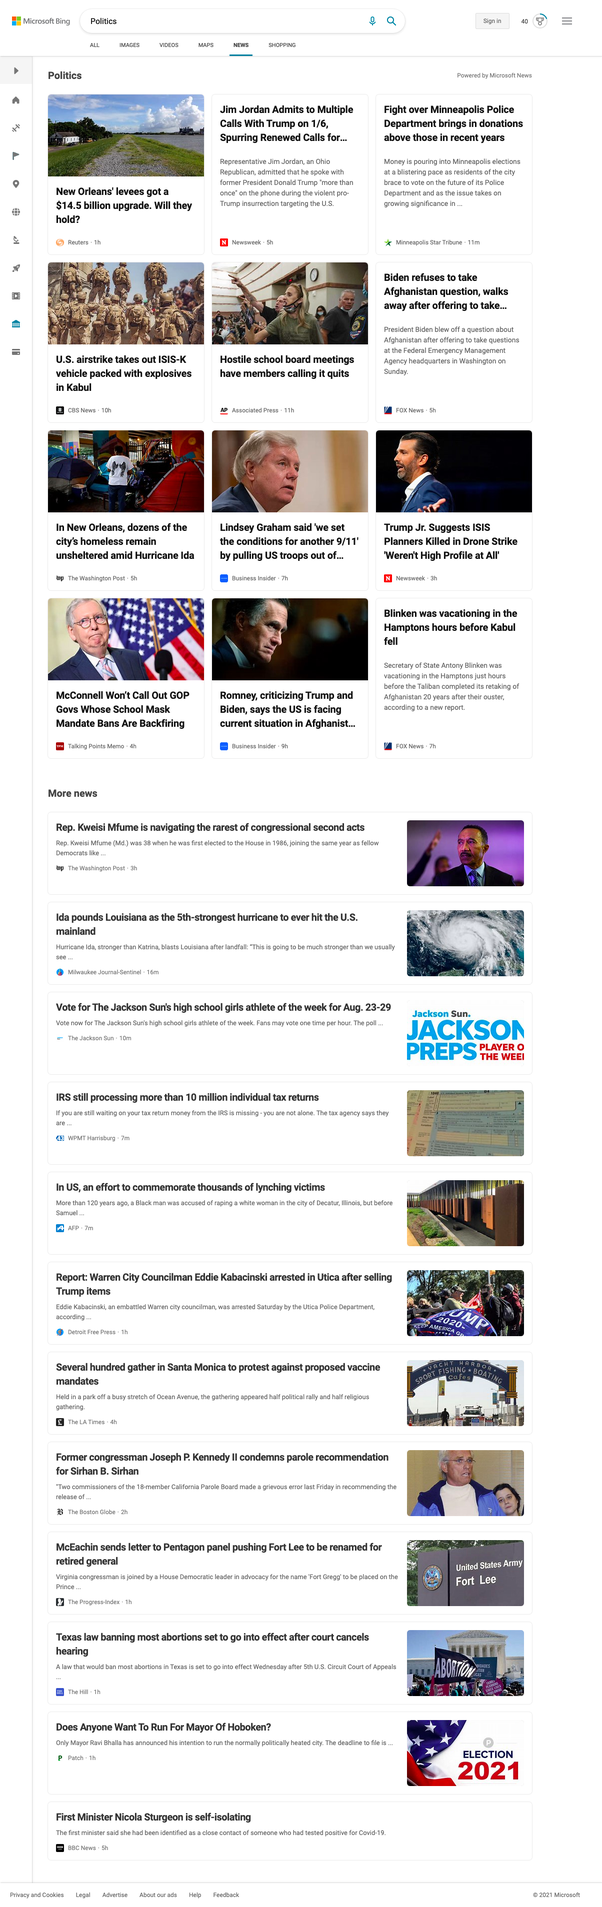 Microsoft Bing
Politics
Sign in
40
ALL IMAGES VIDEOS MAPS NEWS SHOPPING
Politics
Powered by Microsoft News
New Orleans' levees got a
$14.5 billion upgrade. Will they
hold?
Reuters · 1h
Jim Jordan Admits to Multiple
Calls With Trump on 1/6,
Spurring Renewed Calls for...
Representative Jim Jordan, an Ohio
Republican, admitted that he spoke with
former President Donald Trump "more than
once" on the phone during the violent pro-
Trump insurrection targeting the U.S.
Newsweek · 5h
Fight over Minneapolis Police
Department brings in donations
above those in recent years
Money is pouring into Minneapolis elections
at a blistering pace as residents of the city
brace to vote on the future of its Police
Department and as the issue takes on
growing significance in ...
Minneapolis Star Tribune · 11m
U.S. airstrike takes out ISIS-K
vehicle packed with explosives
in Kabul
CBS News · 10h
Hostile school board meetings
have members calling it quits
AP Associated Press · 11h
Biden refuses to take
Afghanistan question, walks
away after offering to take...
President Biden blew off a question about
Afghanistan after offering to take questions
at the Federal Emergency Management
Agency headquarters in Washington on
Sunday.
FOX News · 5h
In New Orleans, dozens of the
city's homeless remain
unsheltered amid Hurricane Ida
wp The Washington Post · 5h
Lindsey Graham said 'we set
the conditions for another 9/11'
by pulling US troops out of...
Business Insider · 7h
Trump Jr. Suggests ISIS
Planners Killed in Drone Strike
'Weren't High Profile at All'
Newsweek · 3h
McConnell Won't Call Out GOP
Govs Whose School Mask
Mandate Bans Are Backfiring
Talking Points Memo · 4h
Romney, criticizing Trump and
Biden, says the US is facing
current situation in Afghanist...
Business Insider · 9h
Blinken was vacationing in the
Hamptons hours before Kabul
fell
Secretary of State Antony Blinken was
vacationing in the Hamptons just hours
before the Taliban completed its retaking of
Afghanistan 20 years after their ouster,
according to a new report.
FOX News · 7h
More news
Rep. Kweisi Mfume is navigating the rarest of congressional second acts
Rep. Kweisi Mfume (Md.) was 38 when he was first elected to the House in 1986, joining the same year as fellow
Democrats like ...
wp The Washington Post · 3h
Ida pounds Louisiana as the 5th-strongest hurricane to ever hit the U.S.
mainland
Hurricane Ida, stronger than Katrina, blasts Louisiana after landfall: "This is going to be much stronger than we usually
see ...
Milwaukee Journal-Sentinel · 16m
Vote for The Jackson Sun's high school girls athlete of the week for Aug. 23-29
Vote now for The Jackson Sun's high school girls athlete of the week. Fans may vote one time per hour. The poll ...
The Jackson Sun · 10m
Jackson Sun.
JACKSON
PREPS PLAYER O
THE WEE
IRS still processing more than 10 million individual tax returns
If you are still waiting on your tax return money from the IRS is missing - you are not alone. The tax agency says they
are ...
WPMT Harrisburg · 7m
In US, an effort to commemorate thousands of lynching victims
More than 120 years ago, a Black man was accused of raping a white woman in the city of Decatur, Illinois, but before
Samuel ...
AFP · 7m
Report: Warren City Councilman Eddie Kabacinski arrested in Utica after selling
Trump items
Eddie Kabacinski, an embattled Warren city councilman, was arrested Saturday by the Utica Police Department,
according ...
Detroit Free Press · 1h
TRUMP
2020
KEEP AMERICA
Several hundred gather in Santa Monica to protest against proposed vaccine
mandates
Held in a park off a busy stretch of Ocean Avenue, the gathering appeared half political rally and half religious
gathering.
The LA Times · 4h
YACHT HARBOR
SPORT FISHING BOATING
Cafes
Former congressman Joseph P. Kennedy II condemns parole recommendation
for Sirhan B. Sirhan
"Two commissioners of the 18-member California Parole Board made a grievous error last Friday in recommending the
release of ...
B The Boston Globe · 2h
McEachin sends letter to Pentagon panel pushing Fort Lee to be renamed for
retired general
Virginia congressman is joined by a House Democratic leader in advocacy for the name 'Fort Gregg' to be placed on the
Prince ...
The Progress-Index · 1h
United States Army
Fort Lee
Texas law banning most abortions set to go into effect after court cancels
hearing
A law that would ban most abortions in Texas is set to go into effect Wednesday after 5th U.S. Circuit Court of Appeals
...
The Hill · 1h
ABORTION
Does Anyone Want To Run For Mayor Of Hoboken?
Only Mayor Ravi Bhalla has announced his intention to run the normally politically heated city. The deadline to file is ...
P Patch · 1h
P
ELECTION
2021
First Minister Nicola Sturgeon is self-isolating
The first minister said she had been identified as a close contact of someone who had tested positive for Covid-19.
BBC News · 5h
Privacy and Cookies Legal Advertise About our ads Help Feedback
© 2021 Microsoft